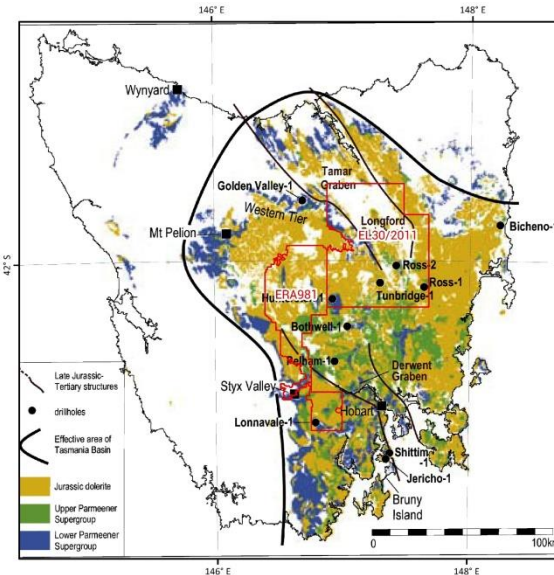 146° E
148° E
Wynyard
Tamar
Graben
Golden Valley-1
Western Tier
Longford
EL30/2011
Bicheno-1
Mt Pelion
42° S
Ross-2
ERA981
Ross-1
Tunbridge-1
Bothwell-1
Pelham-1
Derwent
Graben
Styx Valley
Hobart
Lonnavale-1
Shittim
-1
Jericho-1
Bruny
Island
Late Jurassic-
Tertiary structures
drillholes
Effective area of
Tasmania Basin
Jurassic dolerite
Upper Parmeener
Supergroup
Lower Parmeener
Supergroup
0
100km
146° E
148° E